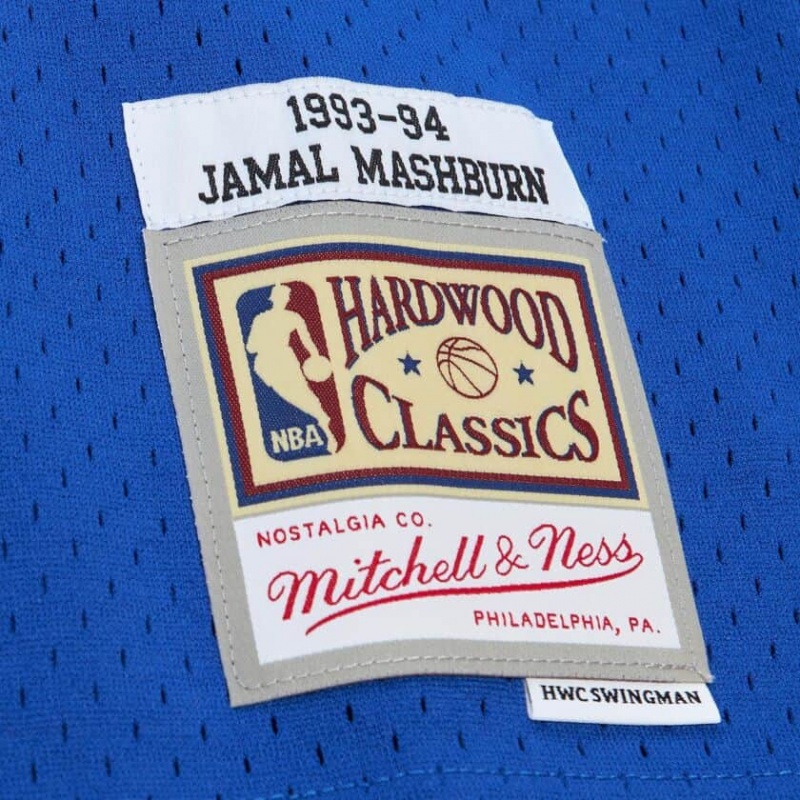 1993-94
JAMAL MASHBURN
HARDWOOD
CLASSICS
NBA
NOSTALGIA CO.
Mitchell & Ness
PHILADELPHIA, PA.
HWC SWINGMAN